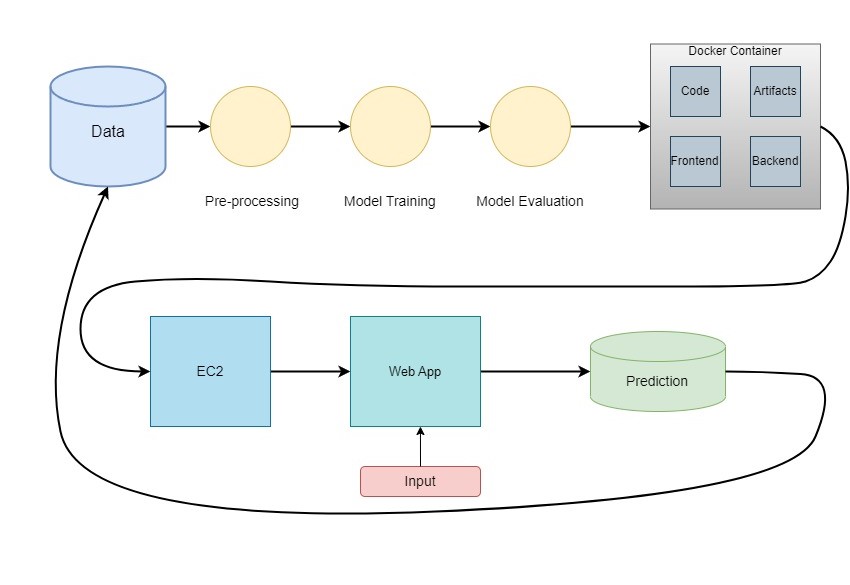 Docker Container
Code
Artifacts
Data
Frontend
Backend
Pre-processing
Model Training
Model Evaluation
EC2
Web App
Prediction
Input